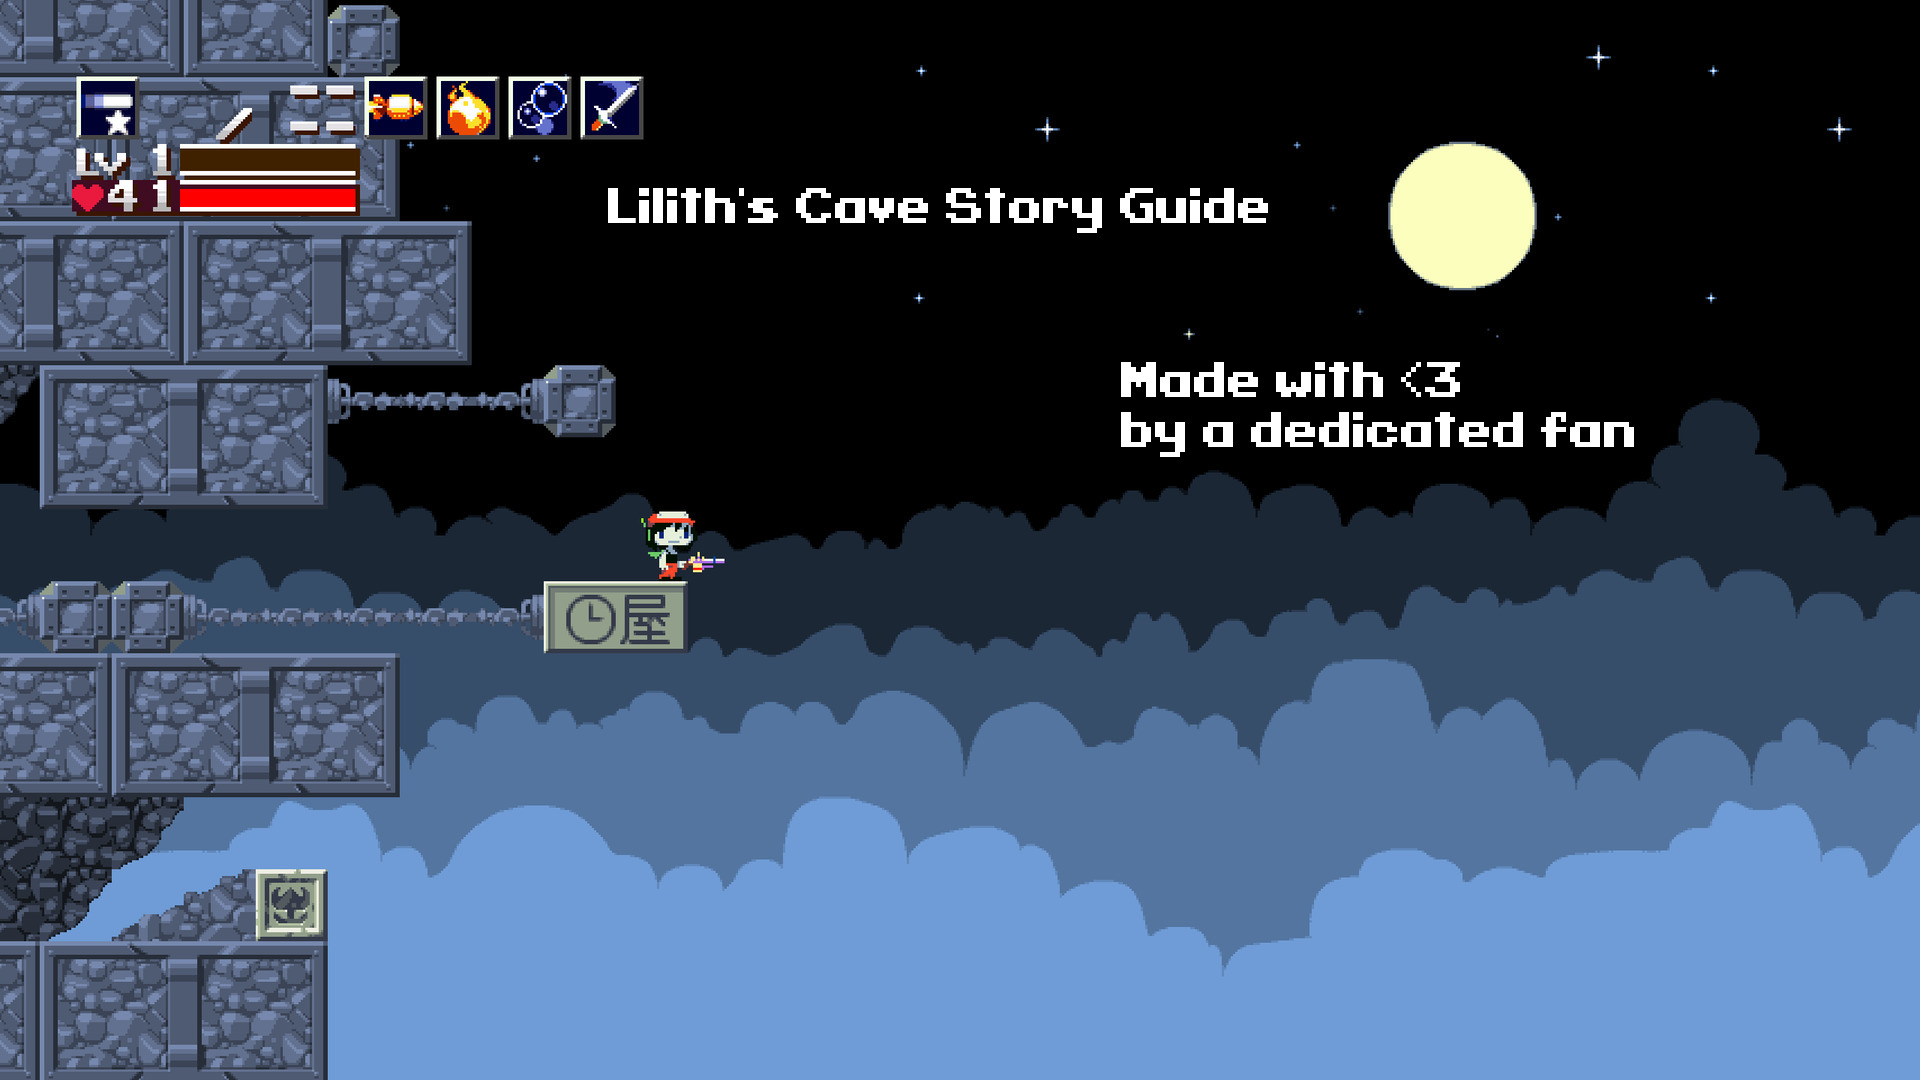 Lv 1
41
Lilith's Cave Story Guide
Made with <3
by a dedicated fan
屋